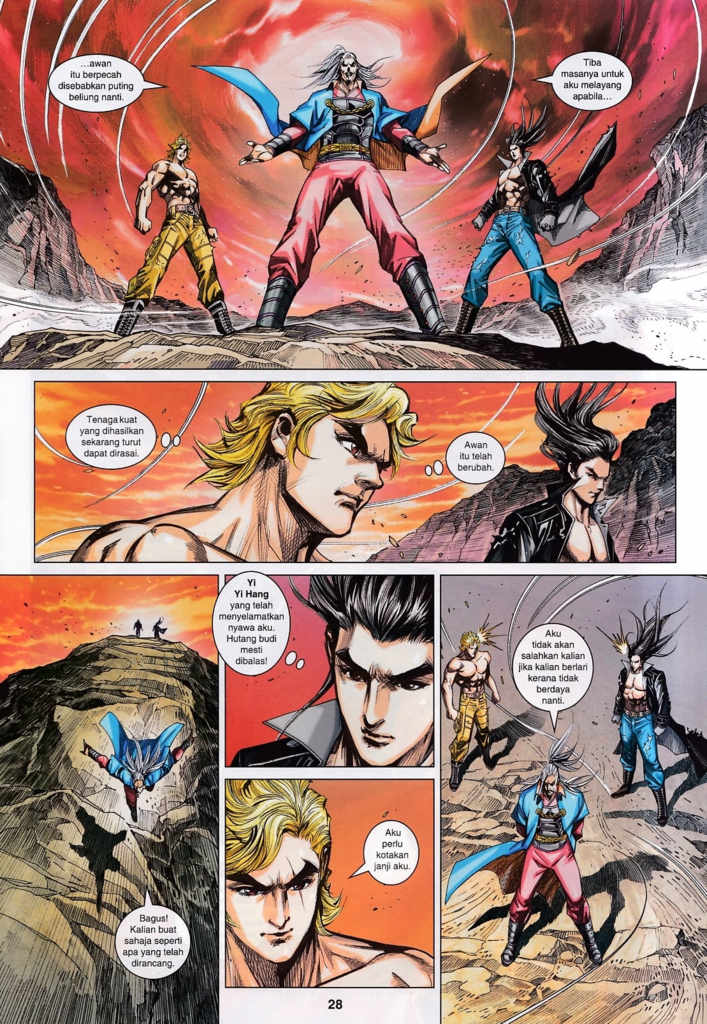 ...awan
itu berpecah
disebabkan puting
beliung nanti.
Tiba
masanya untuk
aku melayang
apabila...
Tenaga kuat
yang dihasilkan
sekarang turut
dapat dirasai.
Awan
itu telah
berubah.
Bagus!
Kalian buat
sahaja seperti
apa yang telah
dirancang.
Yi
Yi Hang
yang telah
menyelamatkan
nyawa aku.
Hutang budi
mesti
dibalas!
Aku
perlu
kotakan
janji aku.
Aku
tidak akan
salahkan kalian
jika kalian berlari
kerana tidak
berdaya
nanti.
28